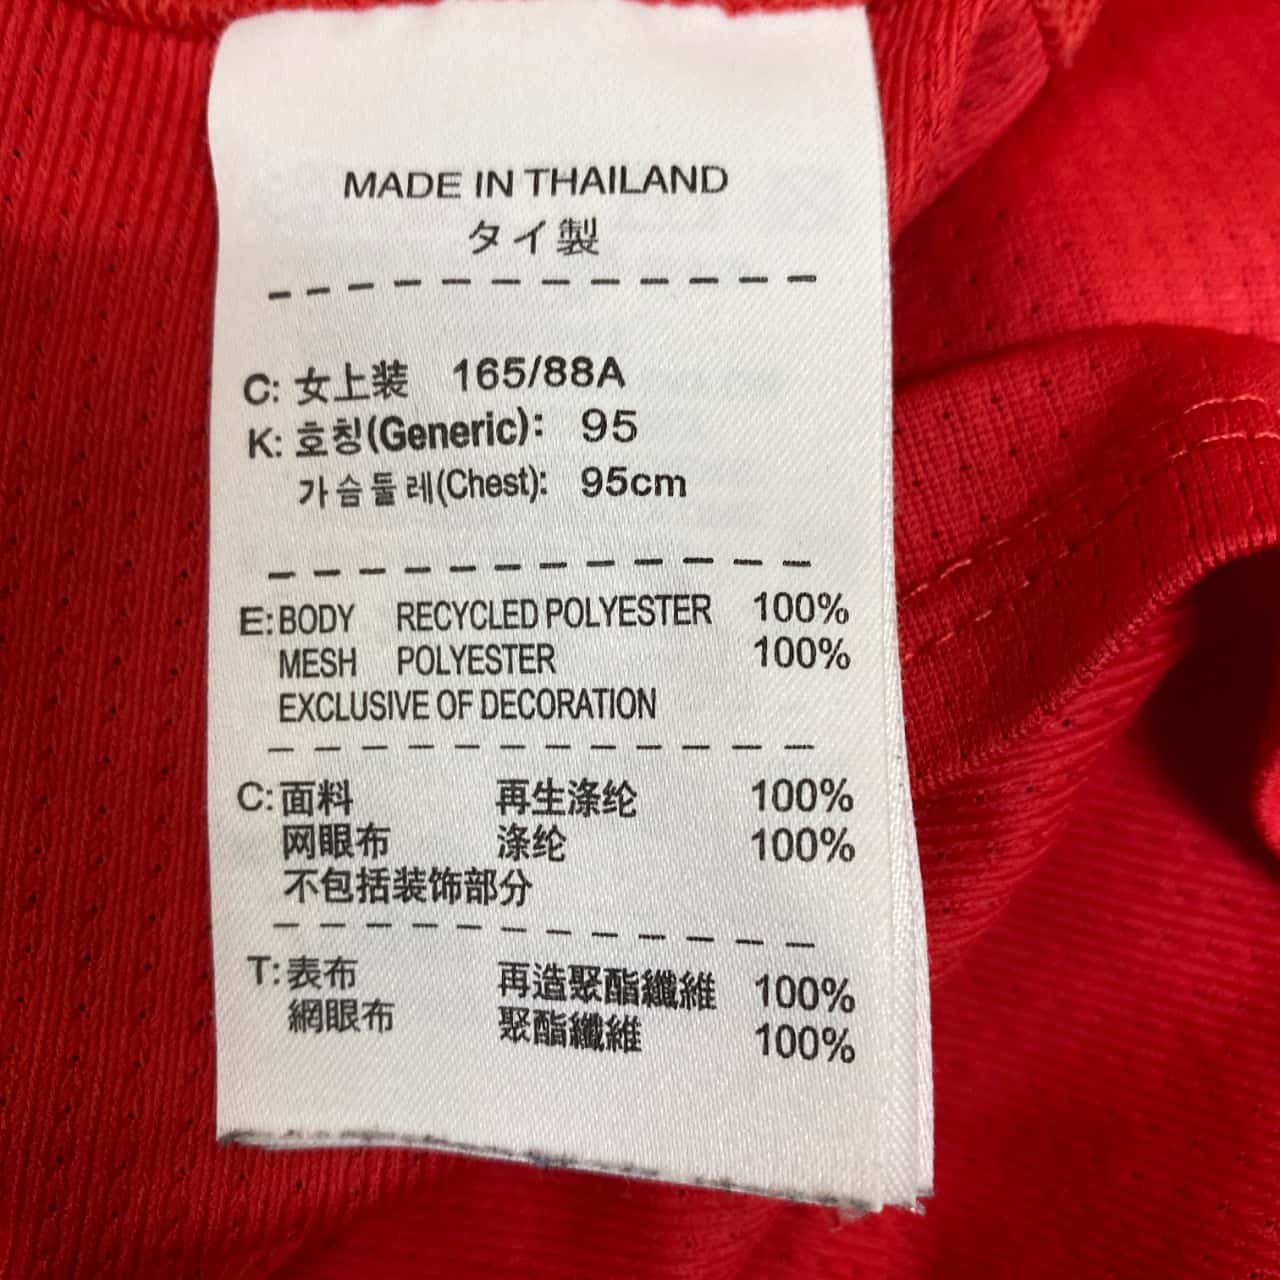 MADE IN THAILAND
タイ製
C: 女上装 165/88A
K: 호칭(Generic): 95
가슴둘레(Chest): 95cm
E: BODY RECYCLED POLYESTER 100%
MESH POLYESTER 100%
EXCLUSIVE OF DECORATION
C: 面料 再生涤纶 100%
网眼布 涤纶 100%
不包括装饰部分
T: 表布 再造聚酯纖維 100%
網眼布 聚酯纖維 100%